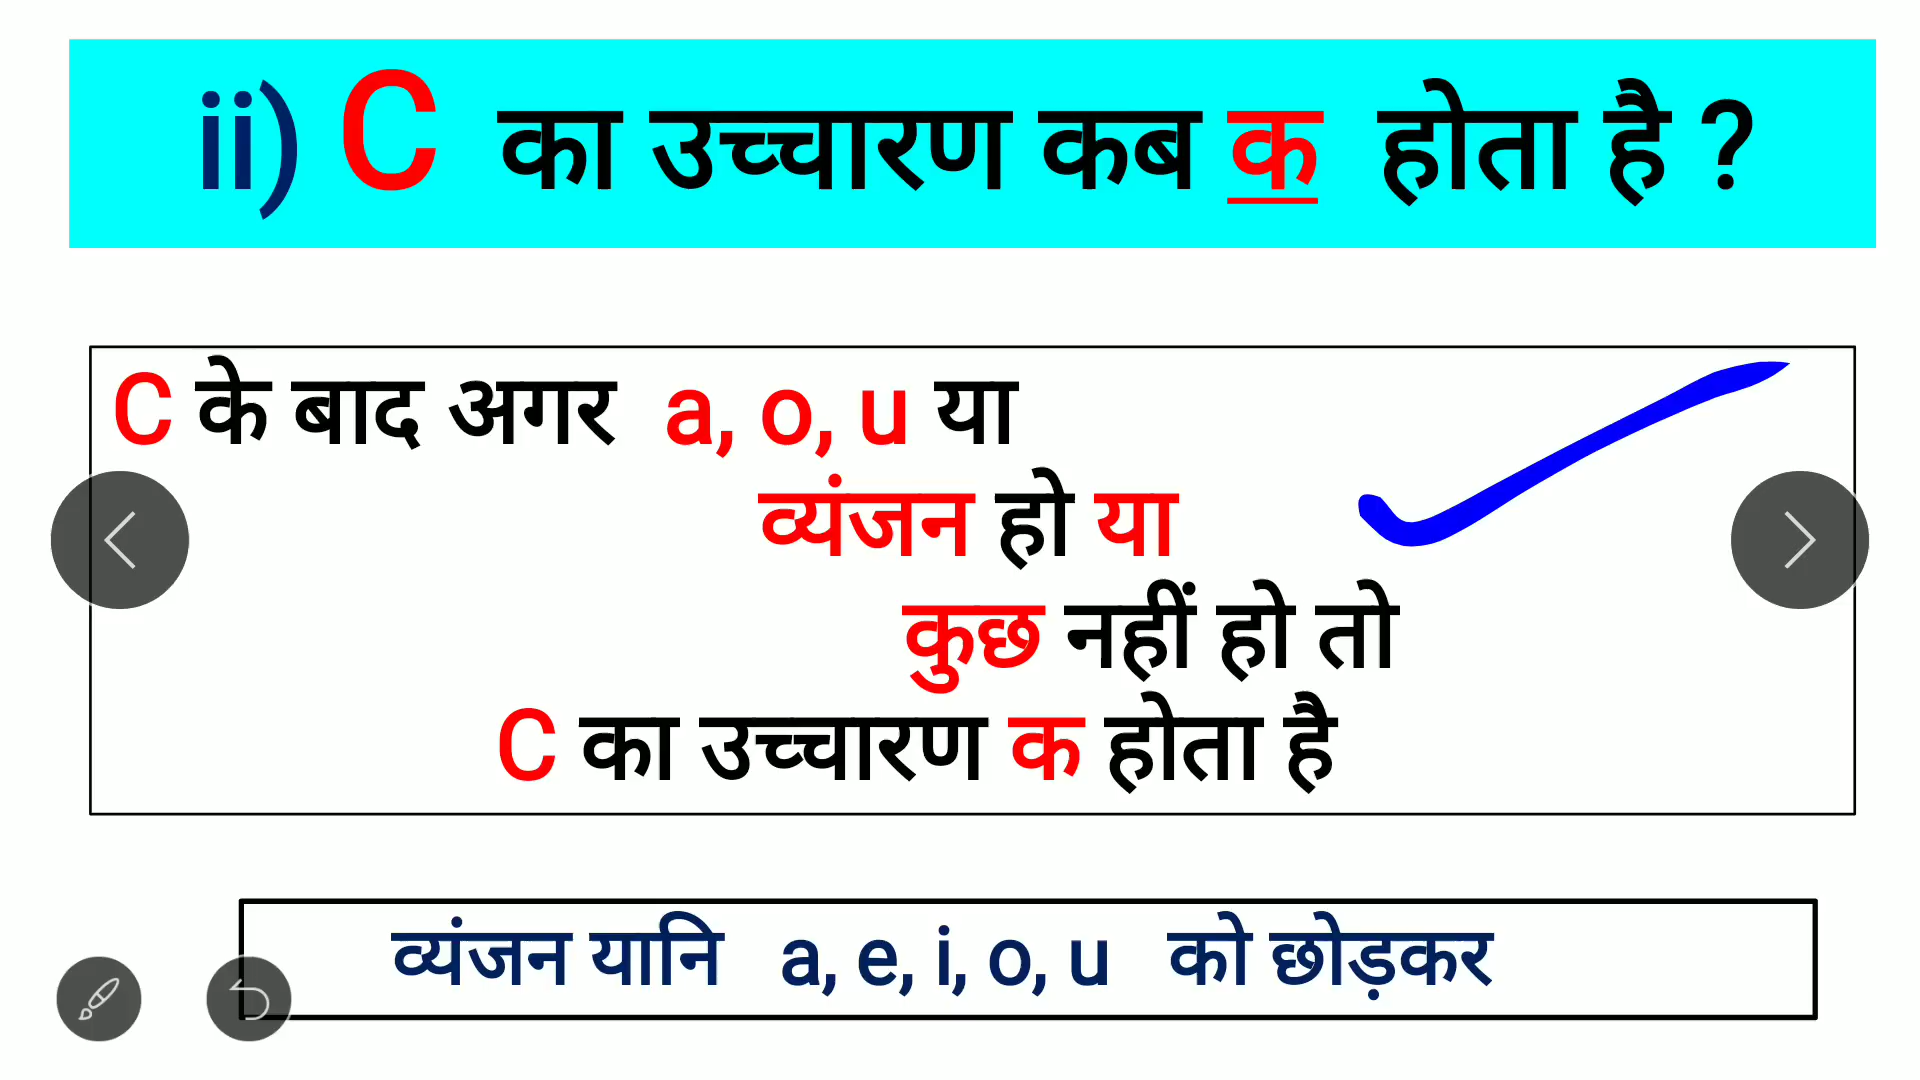 ii) C का उच्चारण कब क होता है ?
C के बाद अगर a, o, u या
व्यंजन हो या
कुछ नहीं हो तो
C का उच्चारण क होता है
व्यंजन यानि a, e, i, o, u को छोड़कर